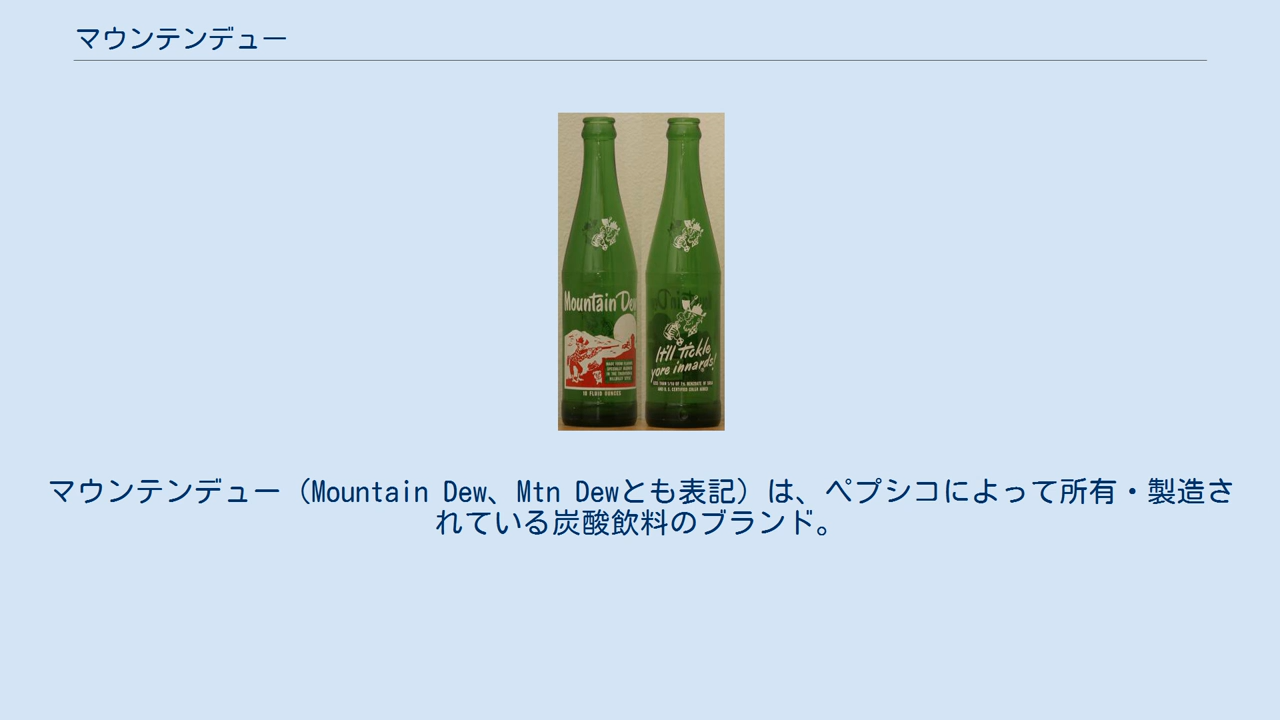 マウンテンデュー
Mountain Dew
10 FLUID OUNCES
It'll Tickle
yore innards!
マウンテンデュー（Mountain Dew、Mtn Dewとも表記）は、ペプシコによって所有・製造さ
れている炭酸飲料のブランド。